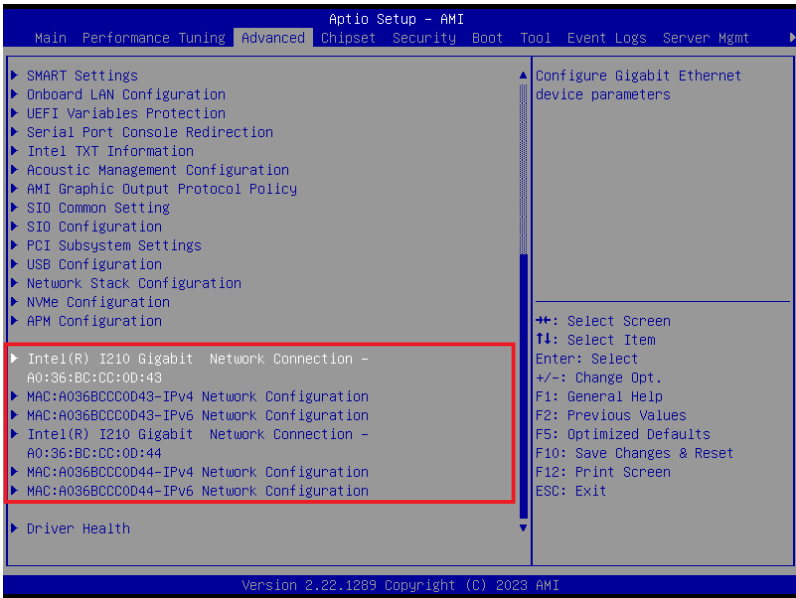 Aptio Setup - AMI
Main Performance Tuning Advanced Chipset Security Boot Tool Event Logs Server Mgmt
SMART Settings
Onboard LAN Configuration
UEFI Variables Protection
Serial Port Console Redirection
Intel TXT Information
Acoustic Management Configuration
AMI Graphic Output Protocol Policy
SIO Common Setting
SIO Configuration
PCI Subsystem Settings
USB Configuration
Network Stack Configuration
NVMe Configuration
APM Configuration
Intel(R) I210 Gigabit  Network Connection -
A0:36:BC:CC:0D:43
MAC:A036BCCC0D43-IPv4 Network Configuration
MAC:A036BCCC0D43-IPv6 Network Configuration
Intel(R) I210 Gigabit  Network Connection -
A0:36:BC:CC:0D:44
MAC:A036BCCC0D44-IPv4 Network Configuration
MAC:A036BCCC0D44-IPv6 Network Configuration
Driver Health
Configure Gigabit Ethernet
device parameters
→←: Select Screen
↑↓: Select Item
Enter: Select
+/-: Change Opt.
F1: General Help
F2: Previous Values
F5: Optimized Defaults
F10: Save Changes & Reset
F12: Print Screen
ESC: Exit
Version 2.22.1289 Copyright (C) 2023 AMI